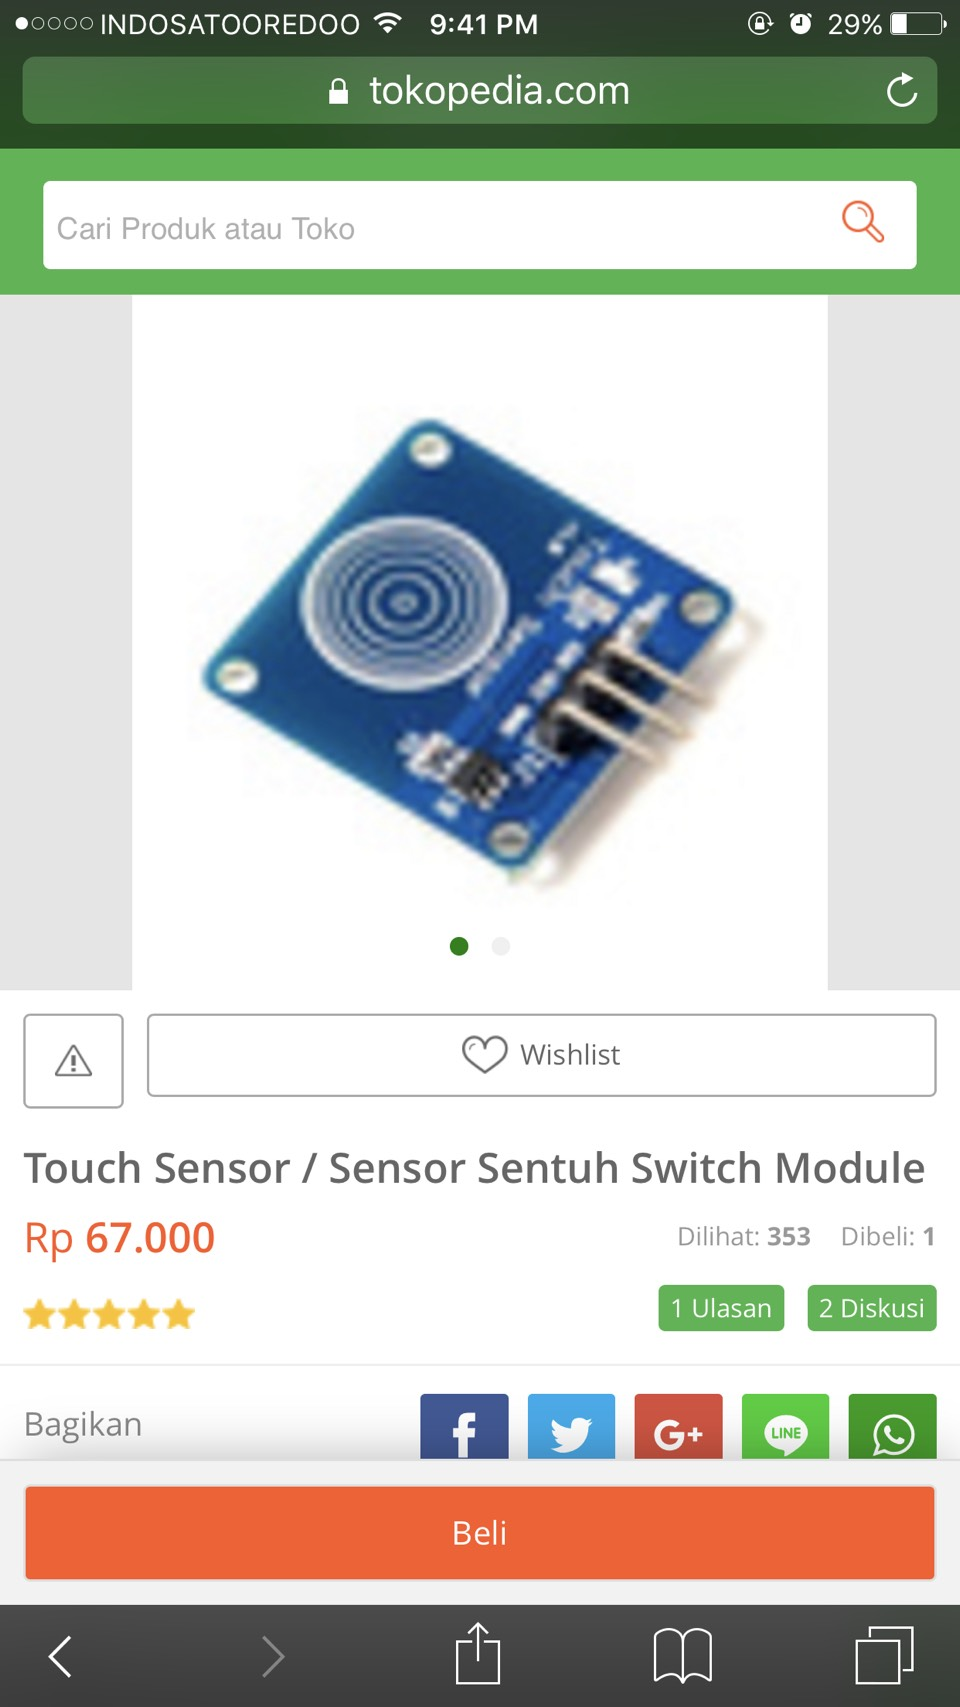 INDOSATOOREDOO 9:41 PM 29%
tokopedia.com
Cari Produk atau Toko
Wishlist
Touch Sensor / Sensor Sentuh Switch Module
Rp 67.000 Dilihat: 353 Dibeli: 1
1 Ulasan 2 Diskusi
Bagikan f G+ LINE
Beli